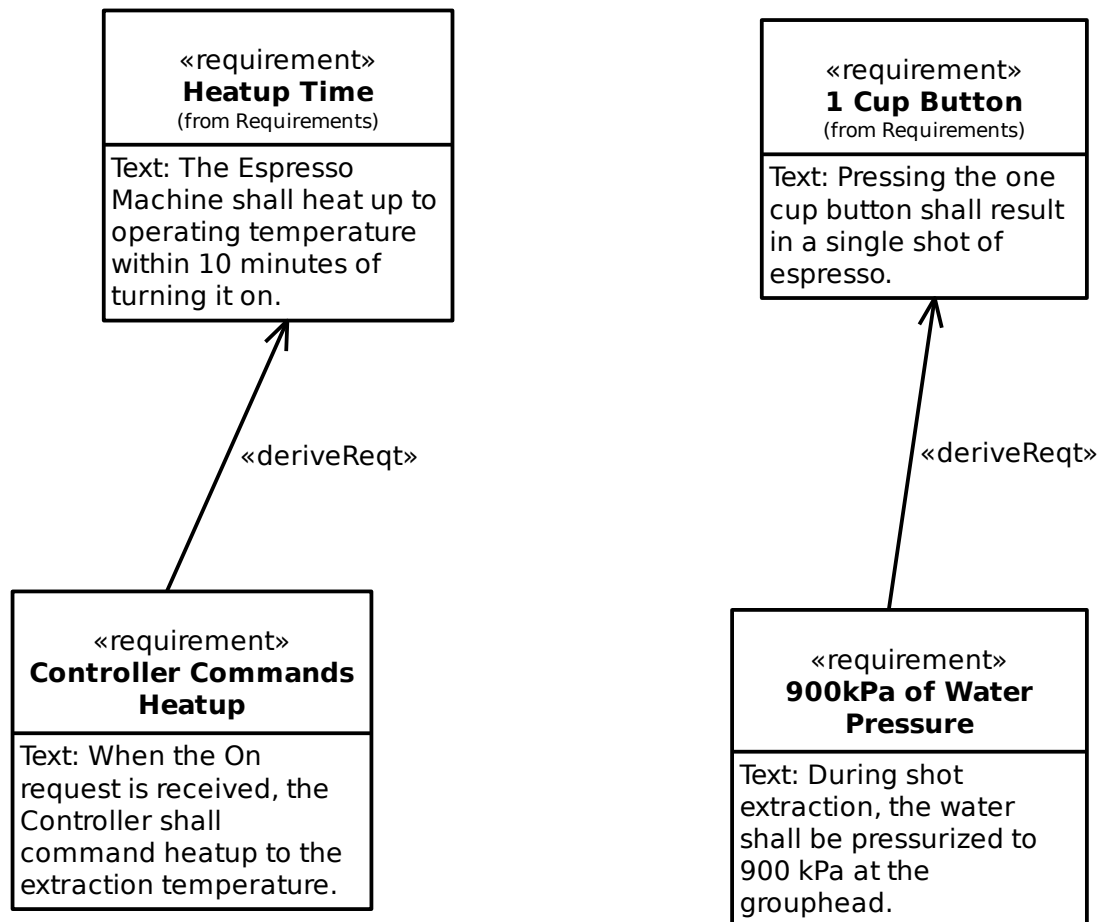 «requirement»
Heatup Time
(from Requirements)
Text: The Espresso
Machine shall heat up to
operating temperature
within 10 minutes of
turning it on.
«requirement»
1 Cup Button
(from Requirements)
Text: Pressing the one
cup button shall result
in a single shot of
espresso.
«deriveReqt»
«deriveReqt»
«requirement»
Controller Commands
Heatup
Text: When the On
request is received, the
Controller shall
command heatup to the
extraction temperature.
«requirement»
900kPa of Water
Pressure
Text: During shot
extraction, the water
shall be pressurized to
900 kPa at the
grouphead.